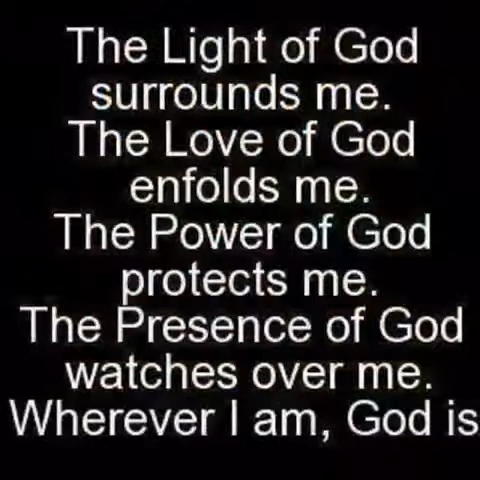 The Light of God
surrounds me.
The Love of God
enfolds me.
The Power of God
protects me.
The Presence of God
watches over me.
Wherever I am, God is